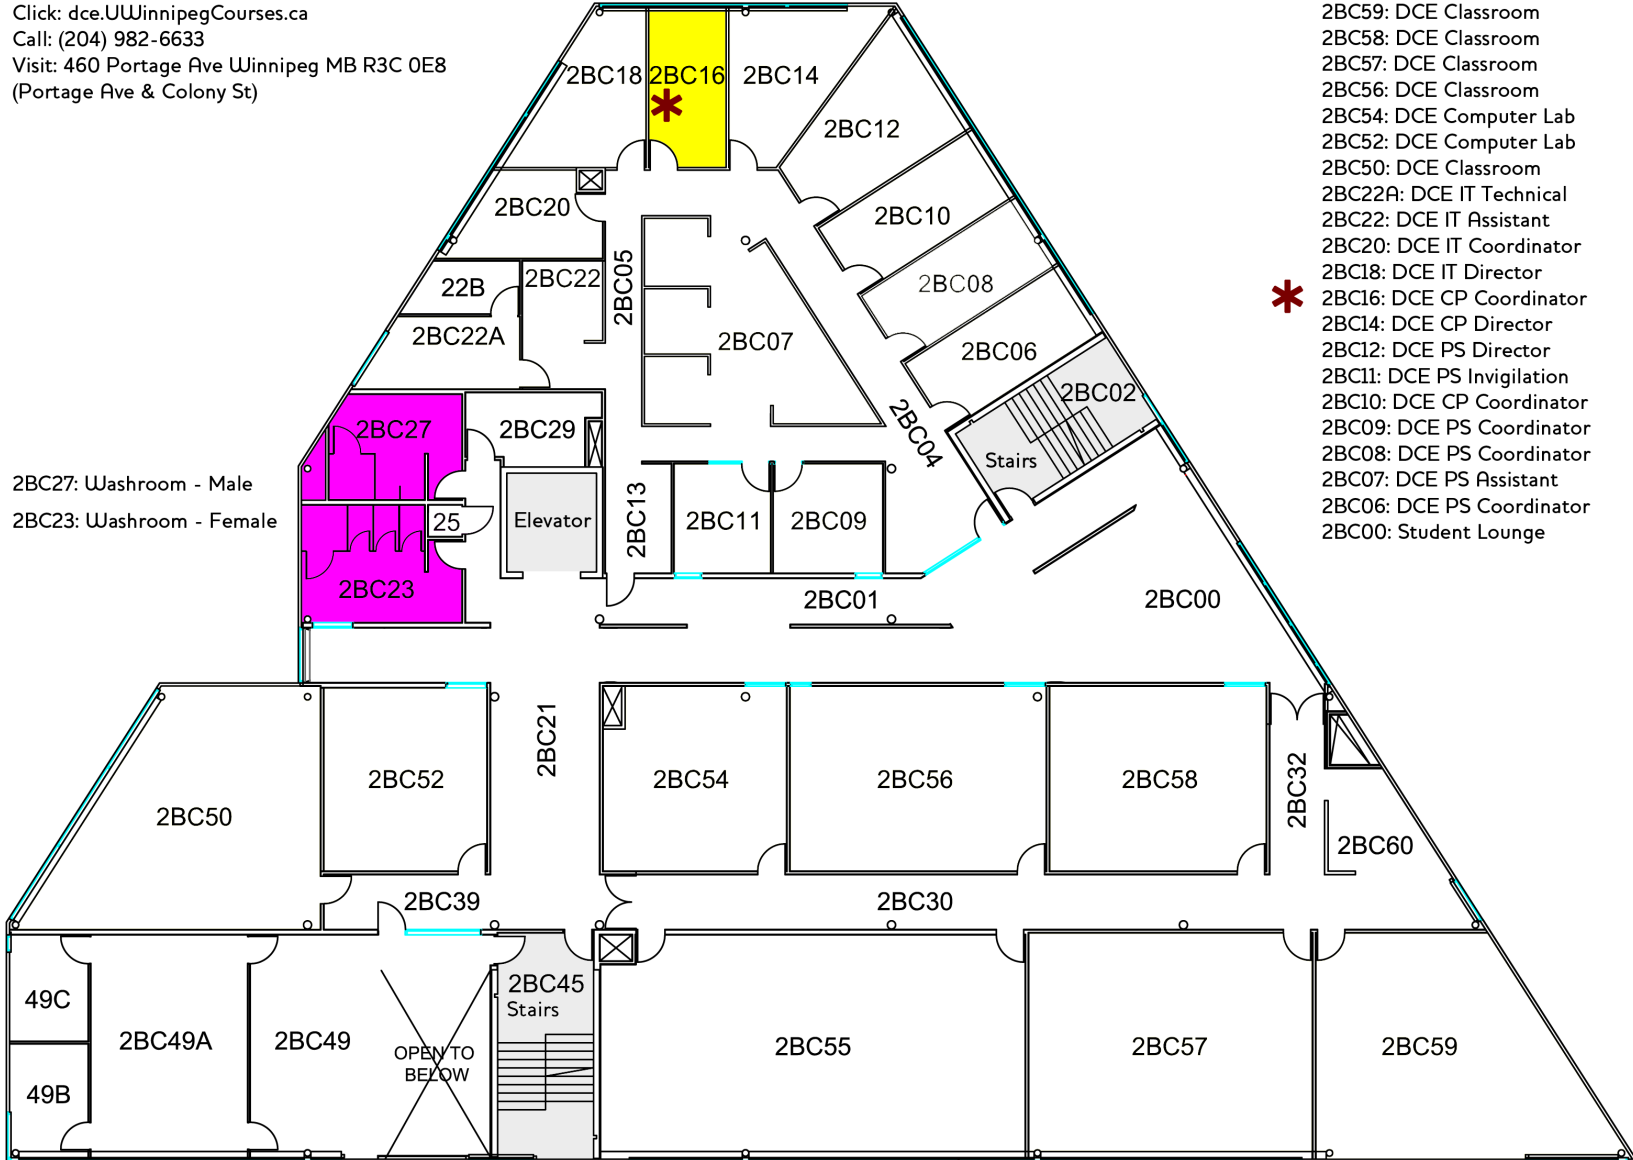 Click: dce.UWinnipegCourses.ca
Call: (204) 982-6633
Visit: 460 Portage Ave Winnipeg MB R3C 0E8
(Portage Ave & Colony St)
2BC59: DCE Classroom
2BC58: DCE Classroom
2BC57: DCE Classroom
2BC56: DCE Classroom
2BC54: DCE Computer Lab
2BC52: DCE Computer Lab
2BC50: DCE Classroom
2BC22A: DCE IT Technical
2BC22: DCE IT Assistant
2BC20: DCE IT Coordinator
2BC18: DCE IT Director
* 2BC16: DCE CP Coordinator
2BC14: DCE CP Director
2BC12: DCE PS Director
2BC11: DCE PS Invigilation
2BC10: DCE CP Coordinator
2BC09: DCE PS Coordinator
2BC08: DCE PS Coordinator
2BC07: DCE PS Assistant
2BC06: DCE PS Coordinator
2BC00: Student Lounge
2BC27: Washroom - Male
2BC23: Washroom - Female
2BC18
2BC16
*
2BC14
2BC12
2BC20
2BC10
2BC05
22B
2BC22
2BC08
2BC22A
2BC07
2BC06
2BC02
2BC27
2BC29
2BC04
Stairs
25
Elevator
2BC13
2BC11
2BC09
2BC23
2BC01
2BC00
2BC21
2BC52
2BC54
2BC56
2BC58
2BC32
2BC50
2BC60
2BC39
2BC30
49C
2BC49A
2BC49
2BC45
Stairs
OPEN TO
BELOW
2BC55
2BC57
2BC59
49B